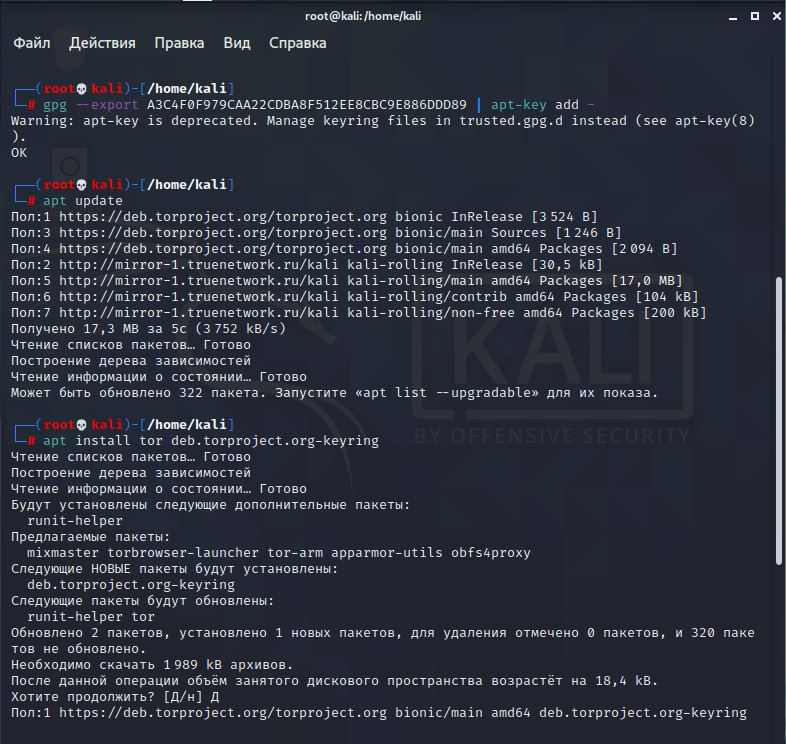 root@kali: /home/kali
Файл Действия Правка Вид Справка
(root💀kali)-[/home/kali]
# gpg --export A3C4F0F979CAA22CDBA8F512EE8CBC9E886DDD89 | apt-key add -
Warning: apt-key is deprecated. Manage keyring files in trusted.gpg.d instead (see apt-key(8)
).
OK
(root💀kali)-[/home/kali]
# apt update
Пол:1 https://deb.torproject.org/torproject.org bionic InRelease [3 524 B]
Пол:3 https://deb.torproject.org/torproject.org bionic/main Sources [1 246 B]
Пол:4 https://deb.torproject.org/torproject.org bionic/main amd64 Packages [2 094 B]
Пол:2 http://mirror-1.truenetwork.ru/kali kali-rolling InRelease [30,5 kB]
Пол:5 http://mirror-1.truenetwork.ru/kali kali-rolling/main amd64 Packages [17,0 MB]
Пол:6 http://mirror-1.truenetwork.ru/kali kali-rolling/contrib amd64 Packages [104 kB]
Пол:7 http://mirror-1.truenetwork.ru/kali kali-rolling/non-free amd64 Packages [200 kB]
Получено 17,3 MB за 5с (3 752 kB/s)
Чтение списков пакетов… Готово
Построение дерева зависимостей
Чтение информации о состоянии… Готово
Может быть обновлено 322 пакета. Запустите «apt list --upgradable» для их показа.
(root💀kali)-[/home/kali]
# apt install tor deb.torproject.org-keyring
Чтение списков пакетов… Готово
Построение дерева зависимостей
Чтение информации о состоянии… Готово
Будут установлены следующие дополнительные пакеты:
runit-helper
Предлагаемые пакеты:
mixmaster torbrowser-launcher tor-arm apparmor-utils obfs4proxy
Следующие НОВЫЕ пакеты будут установлены:
deb.torproject.org-keyring
Следующие пакеты будут обновлены:
runit-helper tor
Обновлено 2 пакетов, установлено 1 новых пакетов, для удаления отмечено 0 пакетов, и 320 паке
тов не обновлено.
Необходимо скачать 1 989 kB архивов.
После данной операции объём занятого дискового пространства возрастёт на 18,4 kB.
Хотите продолжить? [Д/н] Д
Пол:1 https://deb.torproject.org/torproject.org bionic/main amd64 deb.torproject.org-keyring
KALI
BY OFFENSIVE SECURITY